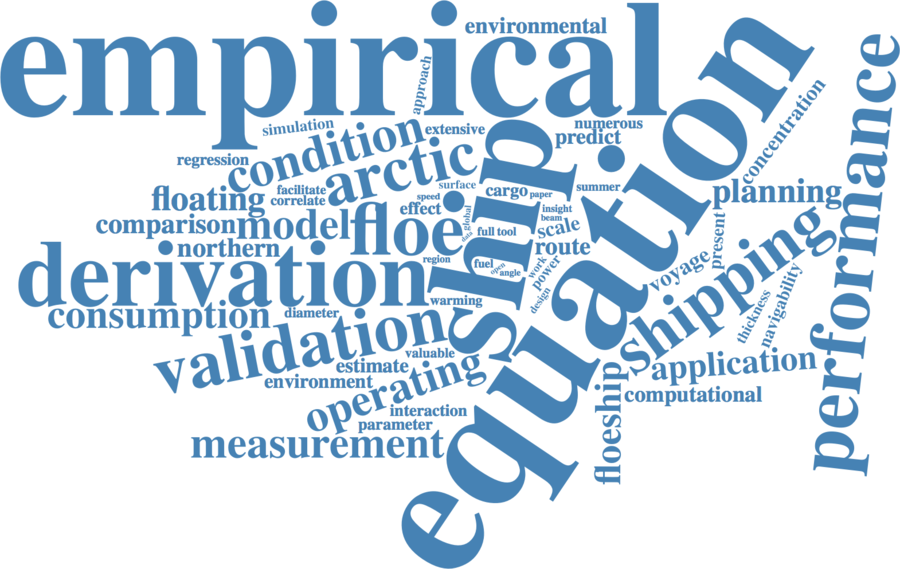 empirical
environmental
approach
equation
simulation
numerous
extensive
predict
condition
ship
regression
concentration
performance
arctic
surface
cargo
paper
summer
planning
floating
facilitate
correlate
speed
effect
global
data
insight
beam
scale
comparison
model
floe
full tool
route
northern
region
fuel
open
angle
work
power
design
voyage
present
shipping
derivation
warming
thickness
navigability
consumption
diameter
validation
valuable
estimate
environment
application
operating
computational
interaction
parameter
floeship
measurement